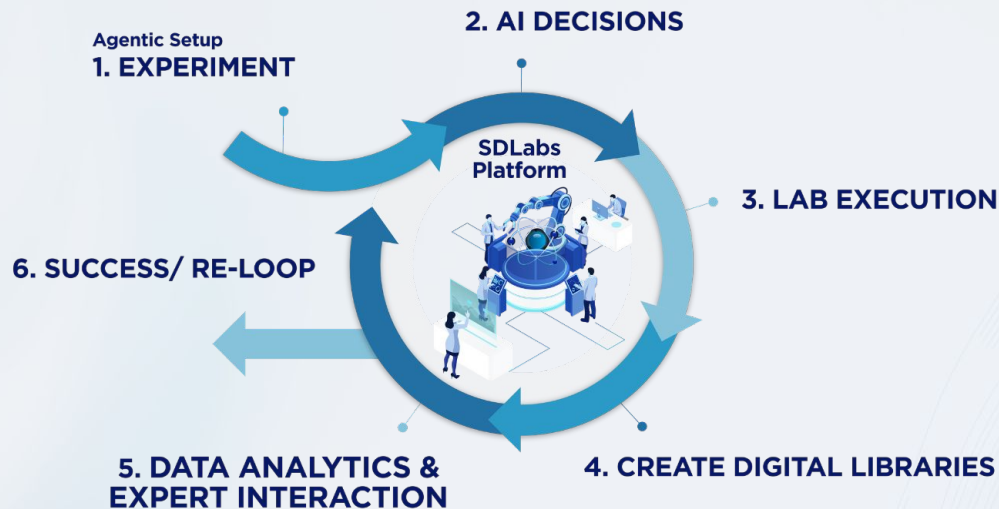 Agentic Setup
1. EXPERIMENT
2. AI DECISIONS
SDLabs
Platform
3. LAB EXECUTION
6. SUCCESS/ RE-LOOP
5. DATA ANALYTICS &
EXPERT INTERACTION
4. CREATE DIGITAL LIBRARIES